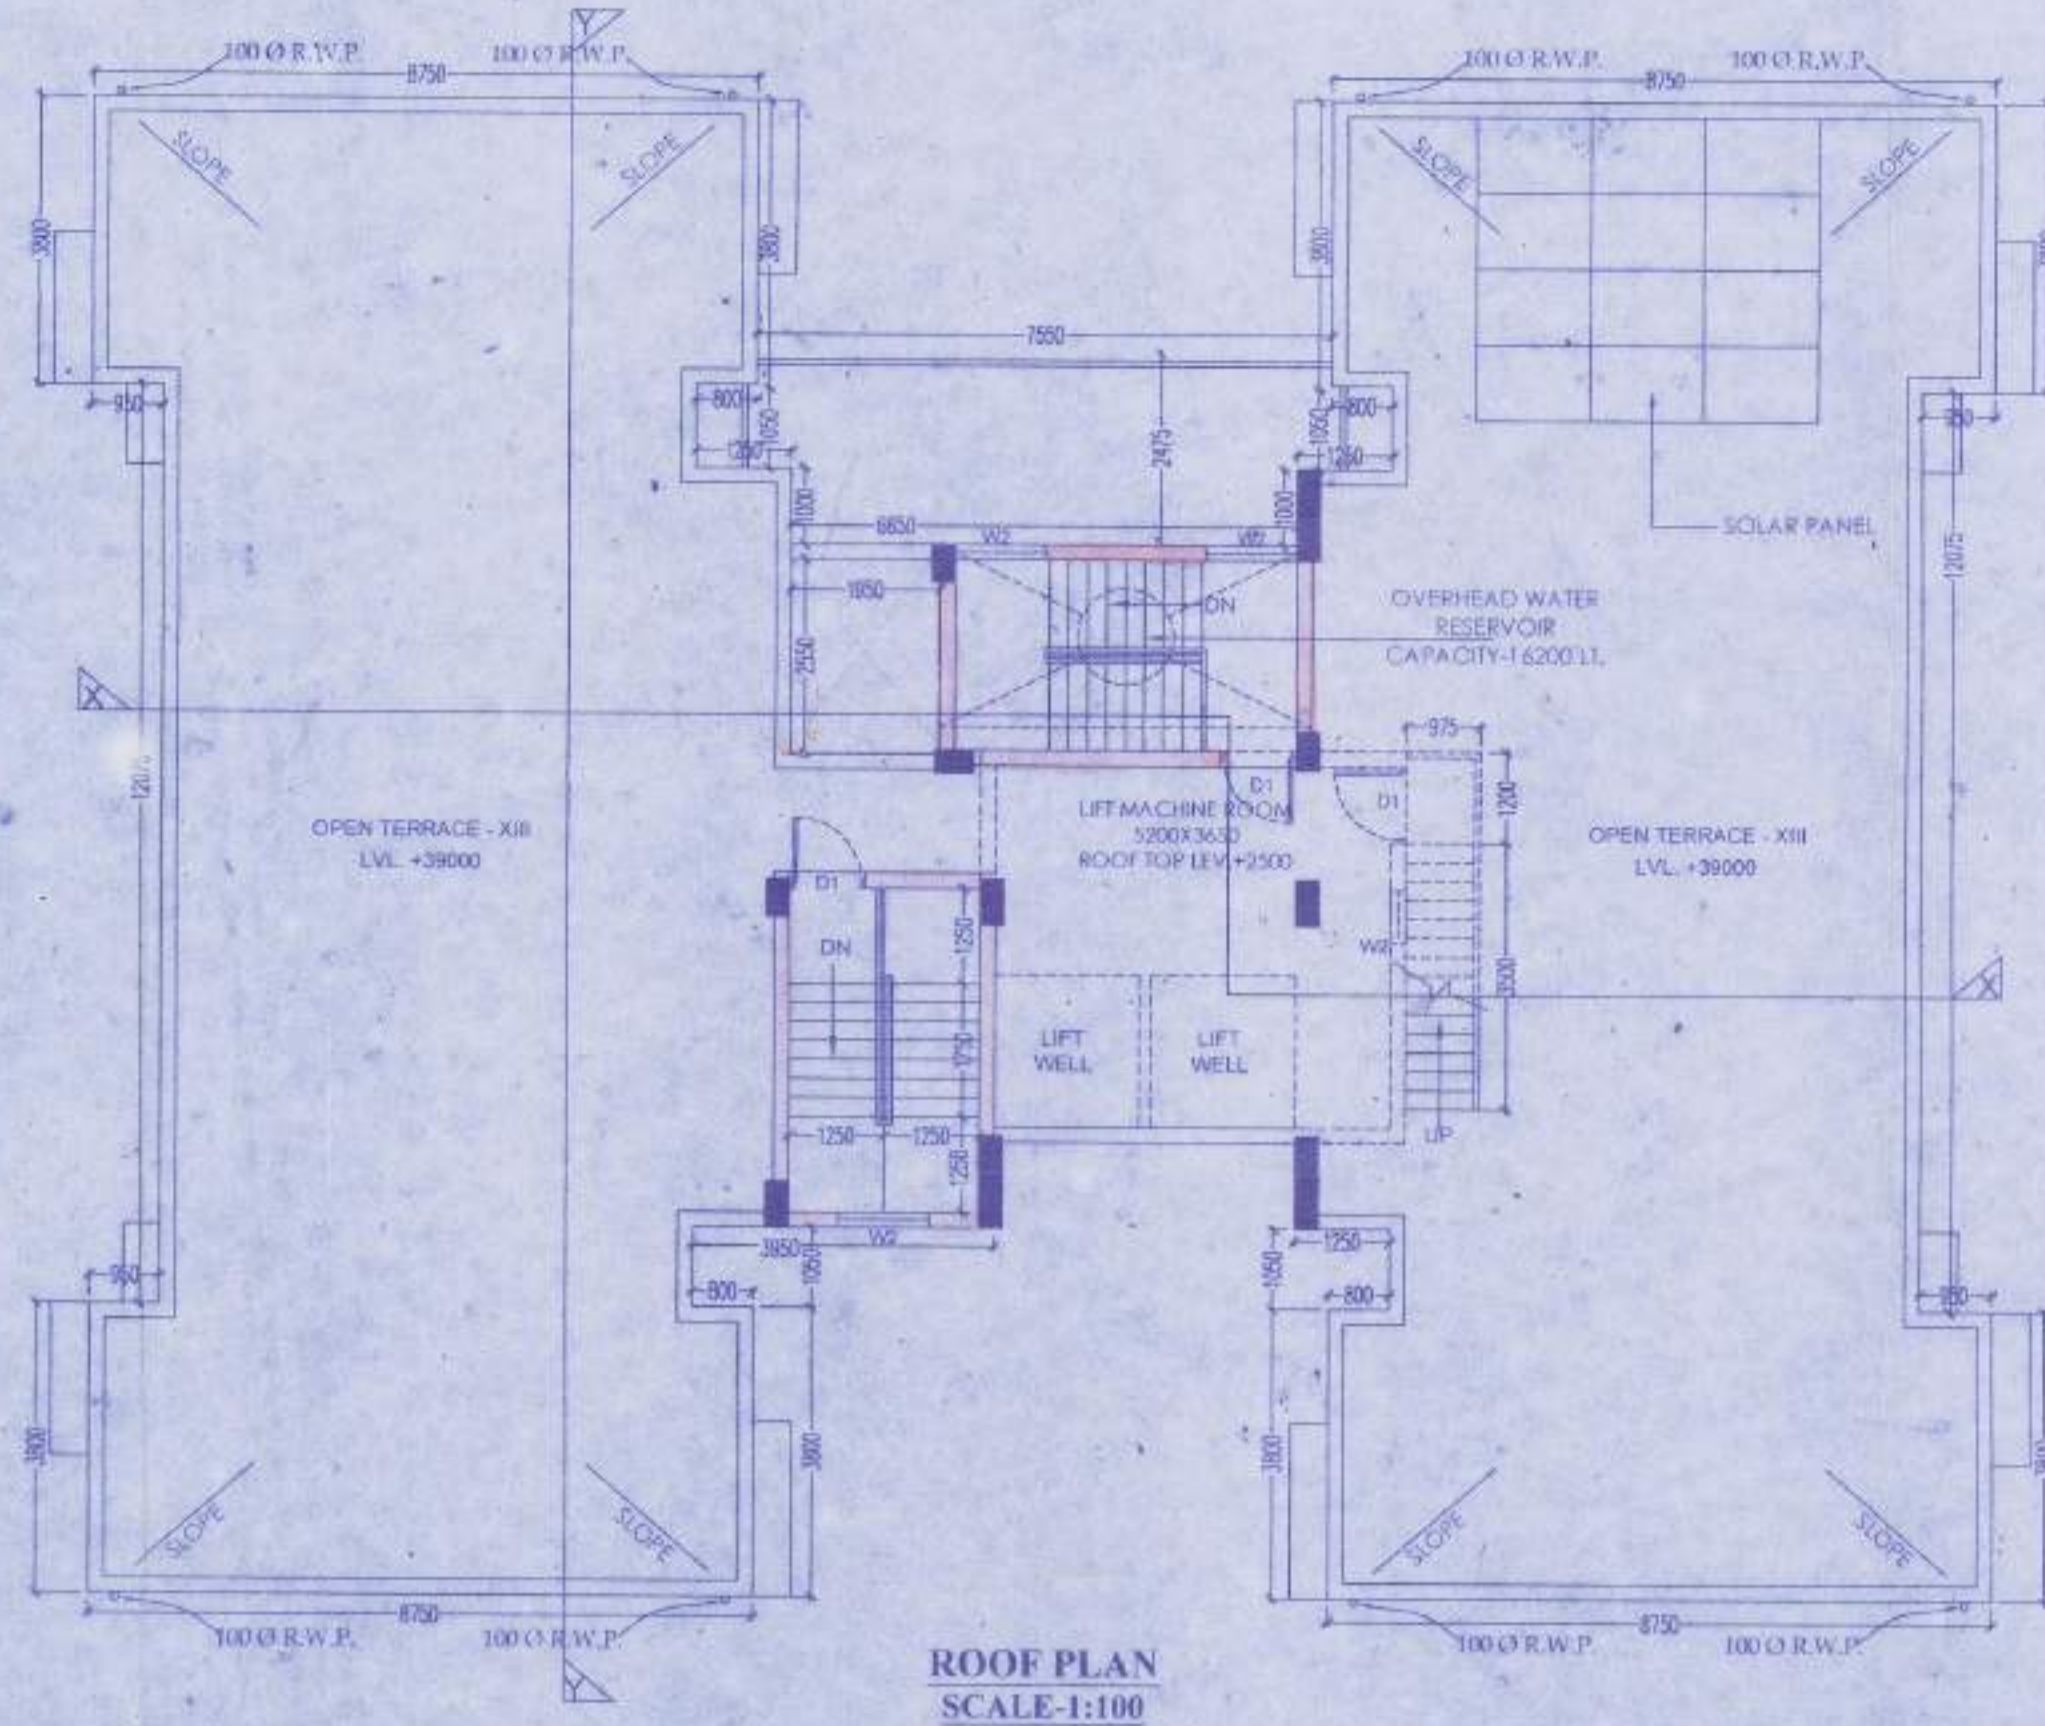 Y
100 Ø R.W.P.
100 Ø R.W.P.
100 Ø R.W.P.
100 Ø R.W.P.
8750
8750
SLOPE
SLOPE
SLOPE
SLOPE
3800
3800
3800
7550
950
800
1050
2475
1050
800
1250
1000
1000
6650
W2
W2
SOLAR PANEL
12075
1950
DN
OVERHEAD WATER
RESERVOIR
CAPACITY-16200 LT.
2550
X
975
D1
D1
1200
LIFT MACHINE ROOM
5200X3650
ROOF TOP LEV.+2500
OPEN TERRACE - XIII
LVL. +39000
OPEN TERRACE - XIII
LVL. +39000
D1
DN
1250
W2
3500
X
LIFT
WELL
LIFT
WELL
1250
1250
1250
UP
3950
W2
1050
1250
1050
950
800
800
950
3800
3800
3800
3800
SLOPE
SLOPE
SLOPE
SLOPE
8750
8750
100 Ø R.W.P.
100 Ø R.W.P.
100 Ø R.W.P.
100 Ø R.W.P.
Y
ROOF PLAN
SCALE-1:100